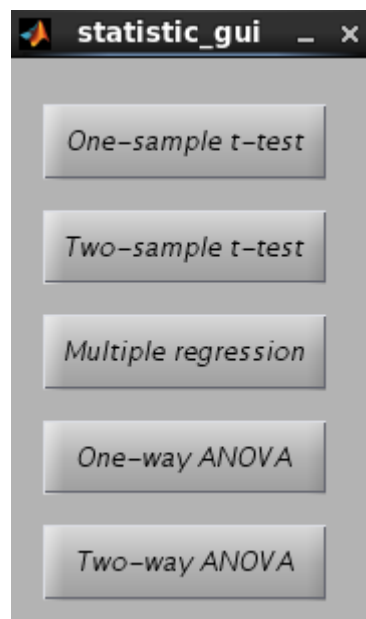 statistic_gui
One-sample t-test
Two-sample t-test
Multiple regression
One-way ANOVA
Two-way ANOVA